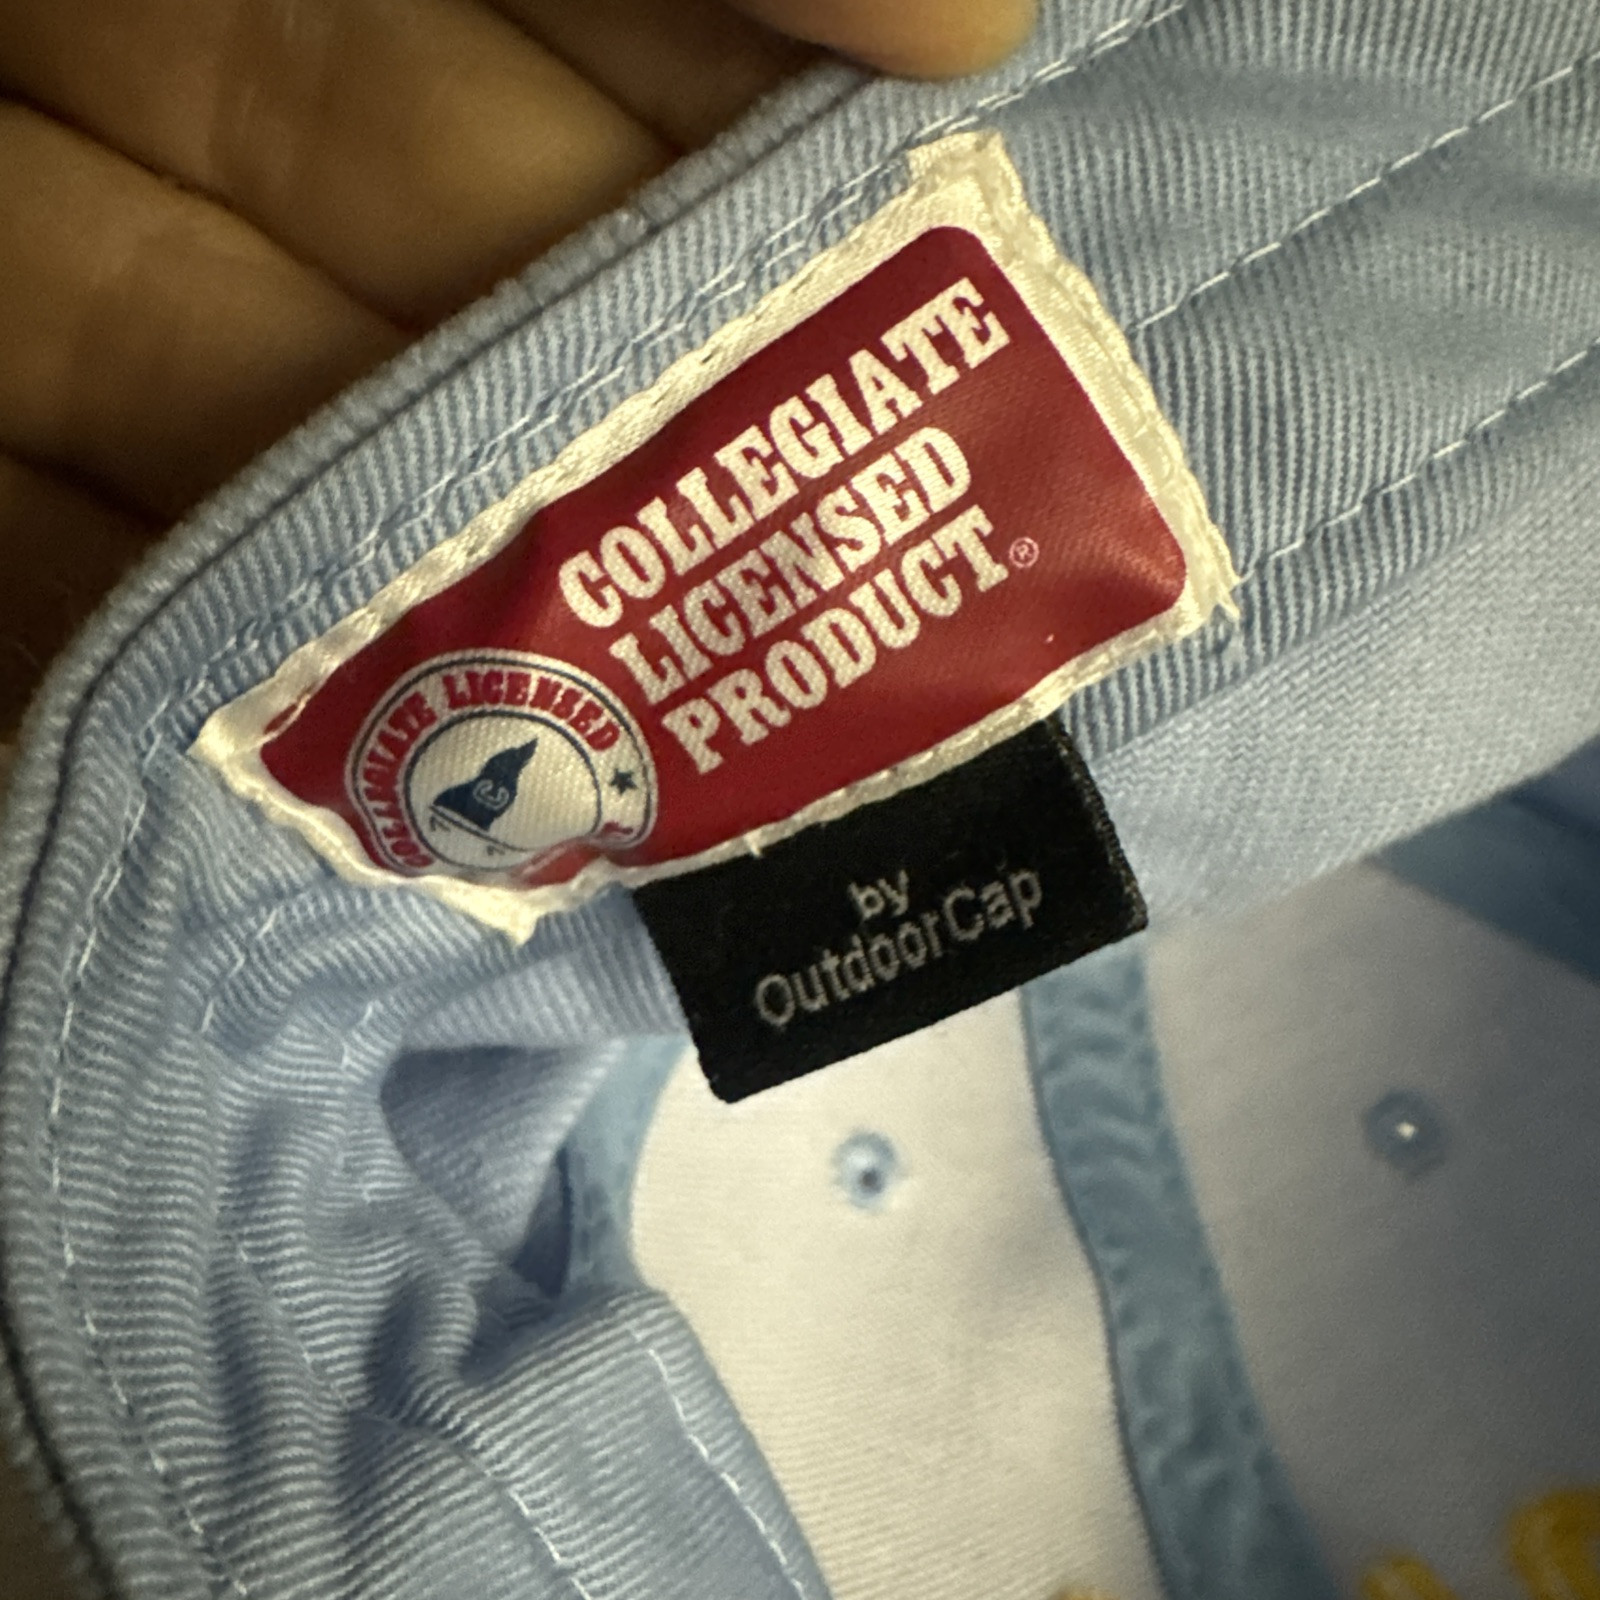 COLLEGIATE
LICENSED
PRODUCT®
COLLEGIATE LICENSED
C
by
OutdoorCap